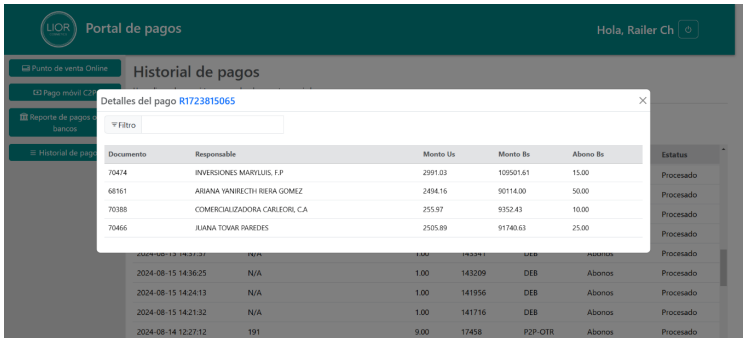 LIOR
Portal de pagos
Hola, Railer Ch
Punto de venta Online
Pago móvil C2P
Reporte de pagos o
bancos
Historial de pago
Historial de pagos
Detalles del pago R1723815065
Filtro
Documento Responsable Monto Us Monto Bs Abono Bs
70474 INVERSIONES MARYLUIS, F.P 2991.03 109501.61 15.00
68161 ARIANA YANIRECTH RIERA GOMEZ 2494.16 90114.00 50.00
70388 COMERCIALIZADORA CARLEORI, C.A 255.97 9352.43 10.00
70466 JUANA TOVAR PAREDES 2505.89 91740.63 25.00
Estatus
Procesado
Procesado
Procesado
Procesado
2024-08-15 14:37:37 N/A 1.00 143347 DEB Abonos Procesado
2024-08-15 14:36:25 N/A 1.00 143209 DEB Abonos Procesado
2024-08-15 14:24:13 N/A 1.00 141956 DEB Abonos Procesado
2024-08-15 14:21:32 N/A 1.00 141716 DEB Abonos Procesado
2024-08-14 12:27:12 191 9.00 17458 P2P-OTR Abonos Procesado